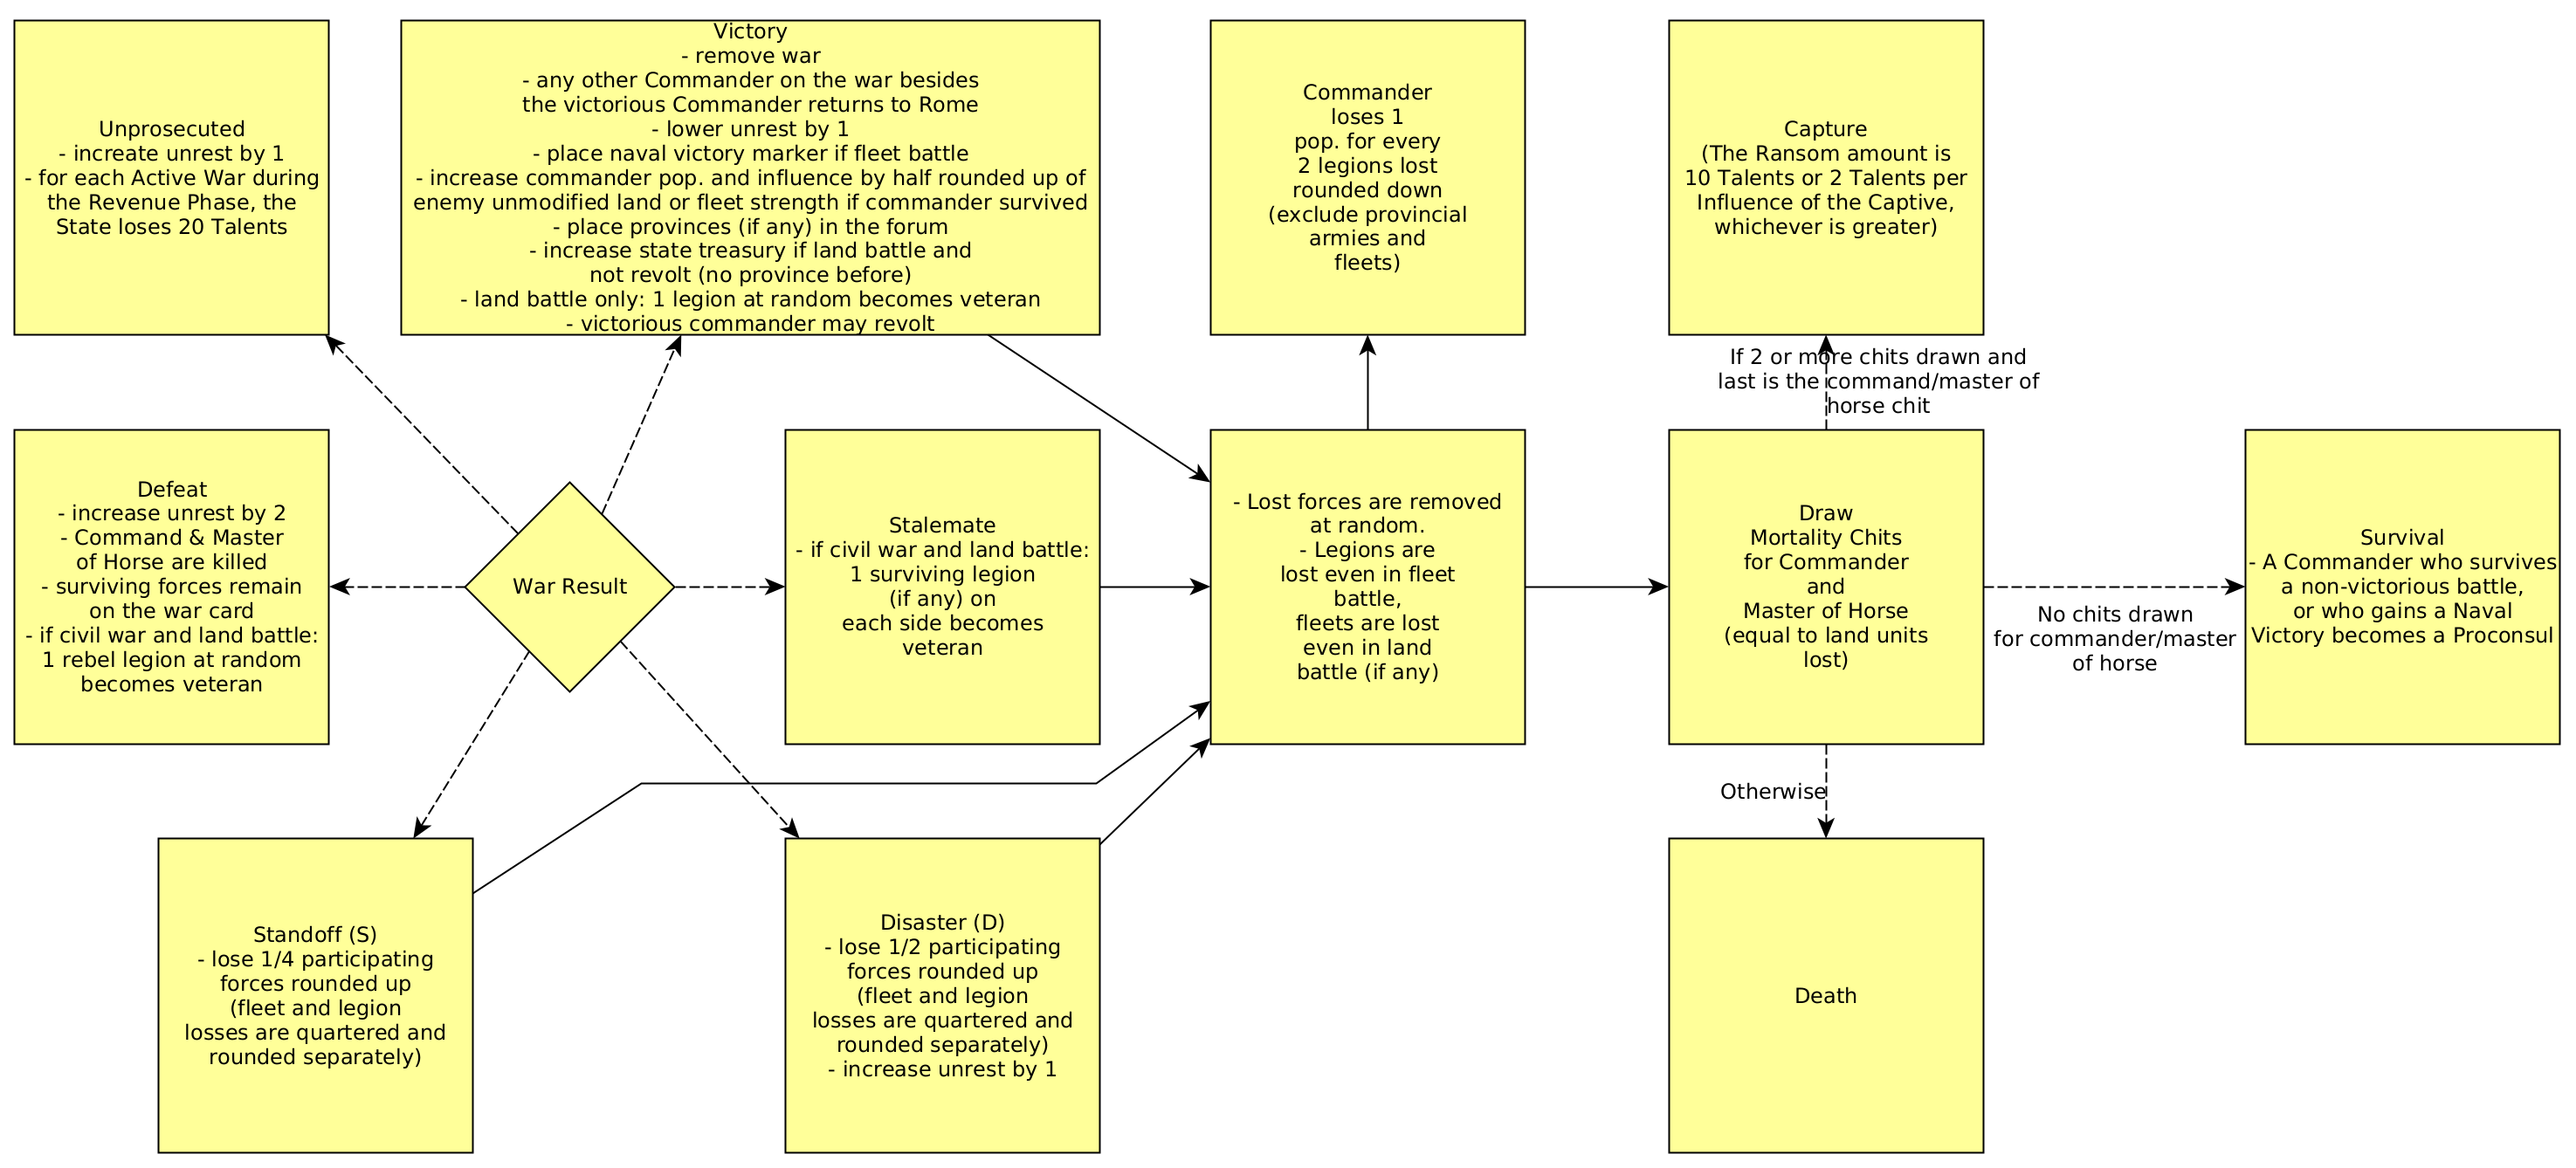 Unprosecuted
- increate unrest by 1
- for each Active War during
the Revenue Phase, the
State loses 20 Talents
Victory
- remove war
- any other Commander on the war besides
the victorious Commander returns to Rome
- lower unrest by 1
- place naval victory marker if fleet battle
- increase commander pop. and influence by half rounded up of
enemy unmodified land or fleet strength if commander survived
- place provinces (if any) in the forum
- increase state treasury if land battle and
not revolt (no province before)
- land battle only: 1 legion at random becomes veteran
- victorious commander may revolt
Commander
loses 1
pop. for every
2 legions lost
rounded down
(exclude provincial
armies and
fleets)
Capture
(The Ransom amount is
10 Talents or 2 Talents per
Influence of the Captive,
whichever is greater)
If 2 or more chits drawn and
last is the command/master of
horse chit
Defeat
- increase unrest by 2
- Command & Master
of Horse are killed
- surviving forces remain
on the war card
- if civil war and land battle:
1 rebel legion at random
becomes veteran
War Result
Stalemate
- if civil war and land battle:
1 surviving legion
(if any) on
each side becomes
veteran
- Lost forces are removed
at random.
- Legions are
lost even in fleet
battle,
fleets are lost
even in land
battle (if any)
Draw
Mortality Chits
for Commander
and
Master of Horse
(equal to land units
lost)
No chits drawn
for commander/master
of horse
Survival
- A Commander who survives
a non-victorious battle,
or who gains a Naval
Victory becomes a Proconsul
Otherwise
Standoff (S)
- lose 1/4 participating
forces rounded up
(fleet and legion
losses are quartered and
rounded separately)
Disaster (D)
- lose 1/2 participating
forces rounded up
(fleet and legion
losses are quartered and
rounded separately)
- increase unrest by 1
Death